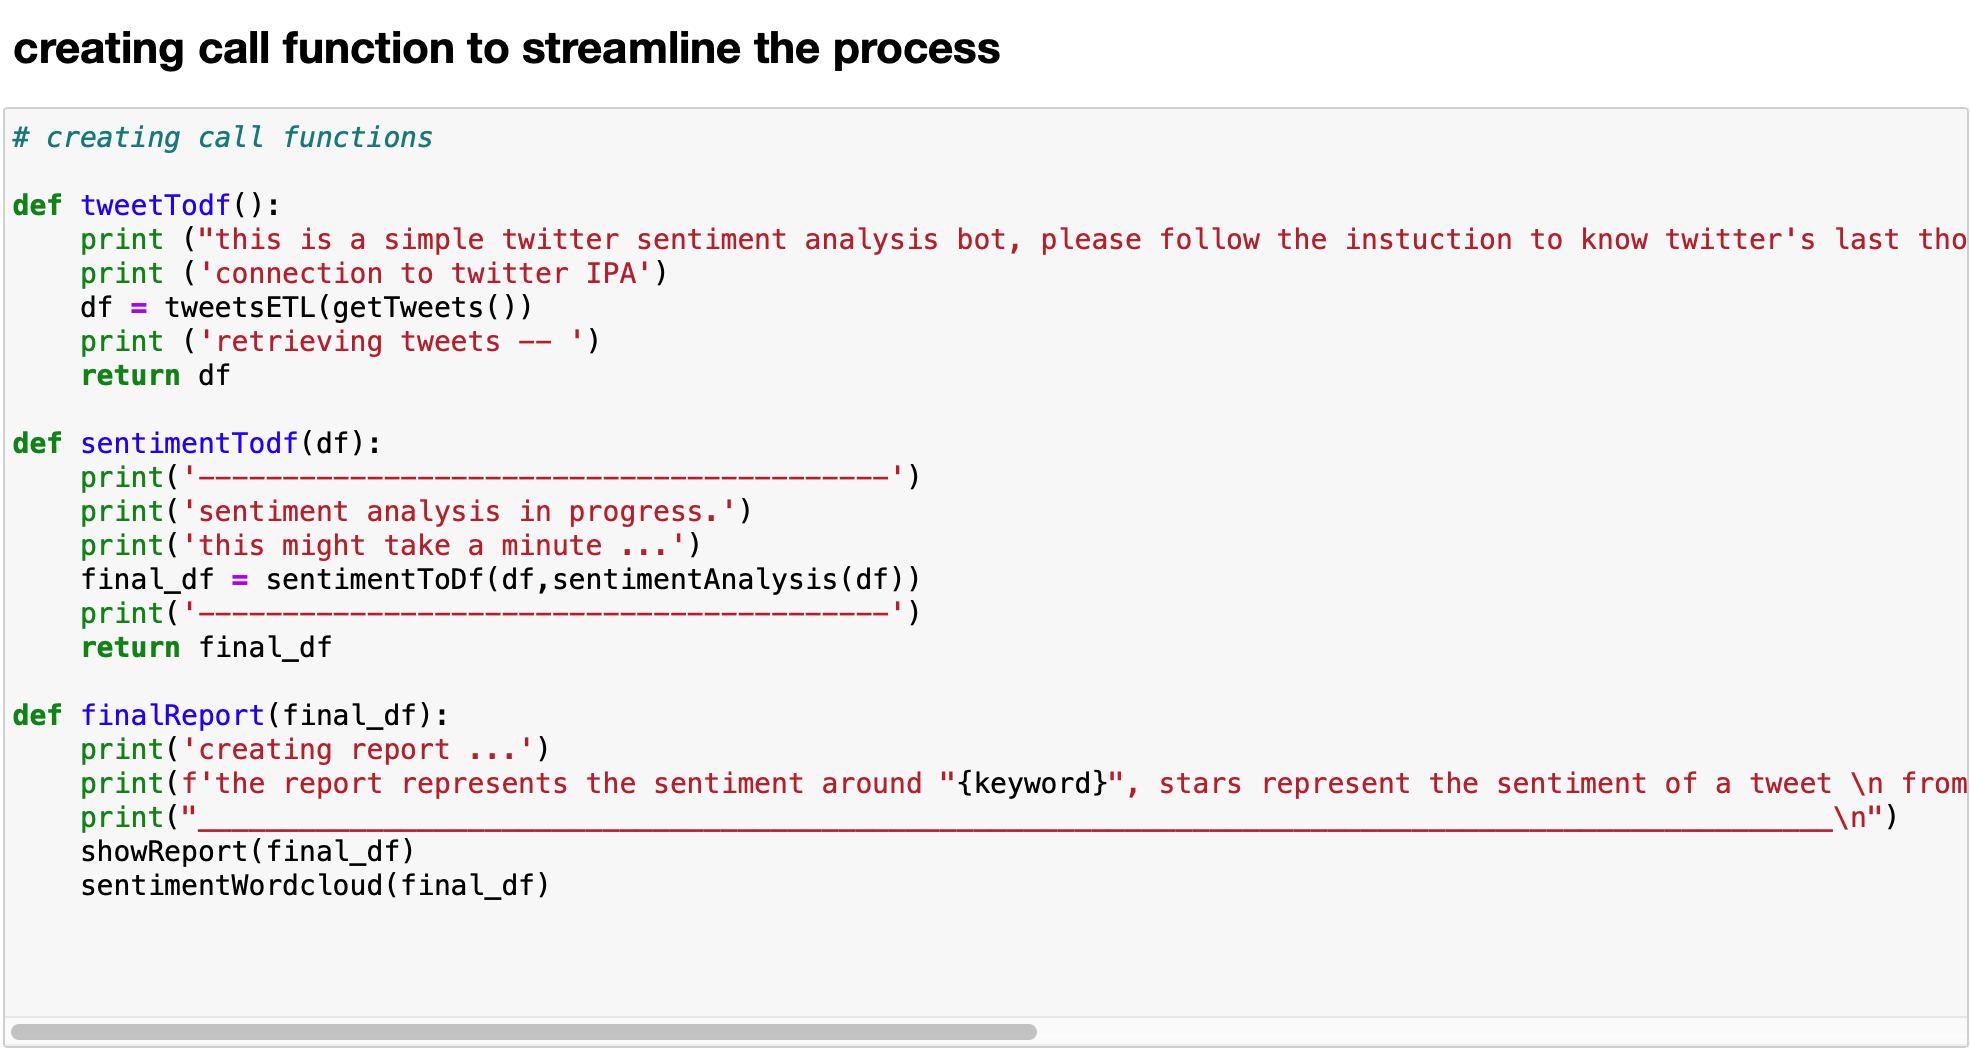 creating call function to streamline the process
# creating call functions
def tweetTodf():
    print ("this is a simple twitter sentiment analysis bot, please follow the instuction to know twitter's last tho
    print ('connection to twitter IPA')
    df = tweetsETL(getTweets())
    print ('retrieving tweets -- ')
    return df
def sentimentTodf(df):
    print('-----------------------------------------')
    print('sentiment analysis in progress.')
    print('this might take a minute ...')
    final_df = sentimentToDf(df,sentimentAnalysis(df))
    print('-----------------------------------------')
    return final_df
def finalReport(final_df):
    print('creating report ...')
    print(f'the report represents the sentiment around "{keyword}", stars represent the sentiment of a tweet \n from
    print("_________________________________________________________________________________________________\n")
    showReport(final_df)
    sentimentWordcloud(final_df)